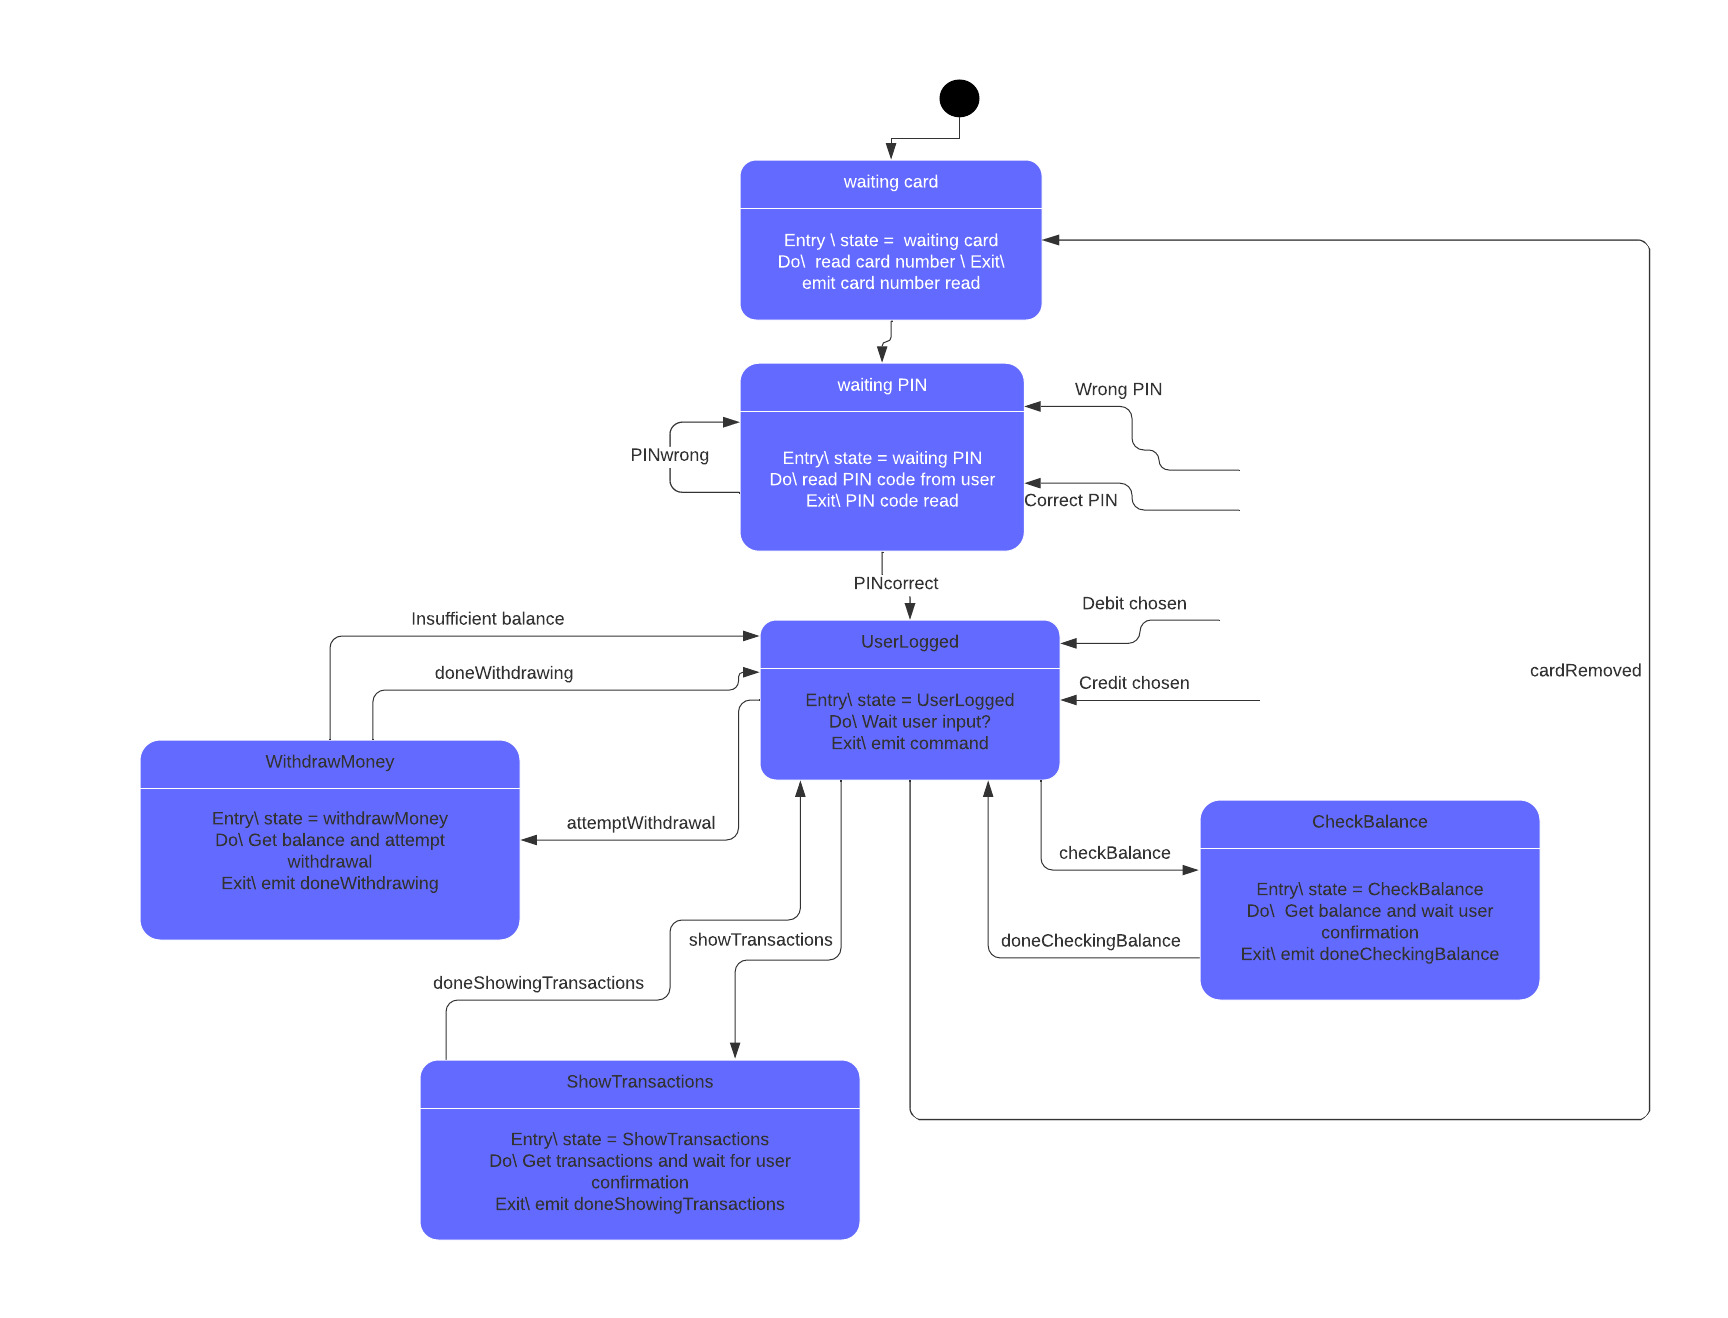 waiting card
Entry \ state =  waiting card
Do\  read card number \ Exit\
emit card number read
waiting PIN
Wrong PIN
PINwrong
Entry\ state = waiting PIN
Do\ read PIN code from user
Exit\ PIN code read
Correct PIN
PINcorrect
Debit chosen
Insufficient balance
UserLogged
cardRemoved
doneWithdrawing
Credit chosen
Entry\ state = UserLogged
Do\ Wait user input?
Exit\ emit command
WithdrawMoney
Entry\ state = withdrawMoney
Do\ Get balance and attempt
withdrawal
Exit\ emit doneWithdrawing
attemptWithdrawal
CheckBalance
checkBalance
Entry\ state = CheckBalance
Do\  Get balance and wait user
confirmation
Exit\ emit doneCheckingBalance
showTransactions
doneCheckingBalance
doneShowingTransactions
ShowTransactions
Entry\ state = ShowTransactions
Do\ Get transactions and wait for user
confirmation
Exit\ emit doneShowingTransactions